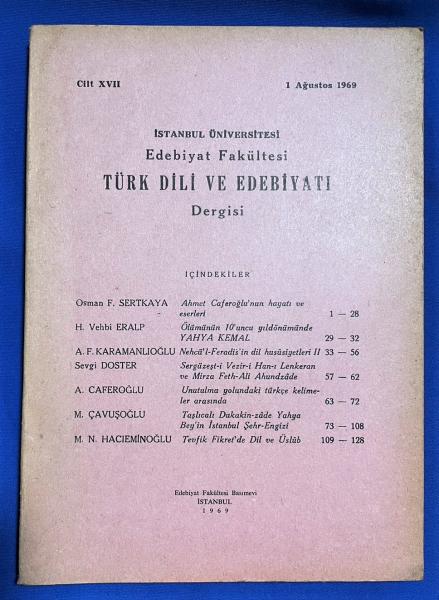 Cilt XVII 1 Ağustos 1969
İSTANBUL ÜNİVERSİTESİ
Edebiyat Fakültesi
TÜRK DİLİ VE EDEBİYATI
Dergisi
İÇİNDEKİLER
Osman F. SERTKAYA Ahmet Caferoğlu'nun hayatı ve
eserleri 1 — 28
H. Vehbi ERALP Ölümünün 10'uncu yıldönümünde
YAHYA KEMAL 29 — 32
A. F. KARAMANLIOĞLU Nehcü'l-Feradis'in dil hususiyetleri II 33 — 56
Sevgi DOSTER Sergüzeşt-i Vezir-i Han-ı Lenkeran
ve Mirza Feth-Ali Ahundzâde 57 — 62
A. CAFEROĞLU Unutulma yolundaki türkçe kelime-
ler arasında 63 — 72
M. ÇAVUŞOĞLU Taşlıcalı Dukakin-zâde Yahya
Bey'in İstanbul Şehr-Engizi 73 — 108
M. N. HACIEMİNOĞLU Tevfik Fikret'de Dil ve Üslûb 109 — 128
Edebiyat Fakültesi Basımevi
İSTANBUL
1969